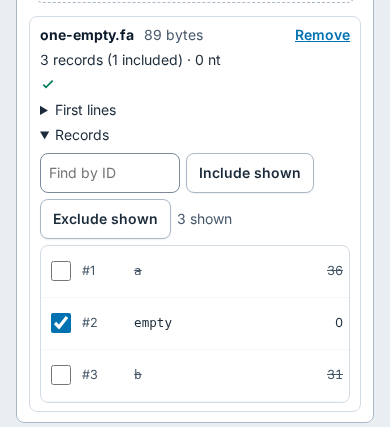 one-empty.fa 89 bytes Remove
3 records (1 included) · 0 nt
✓
▶ First lines
▼ Records
Find by ID Include shown
Exclude shown 3 shown
#1 a 36
#2 empty 0
#3 b 31